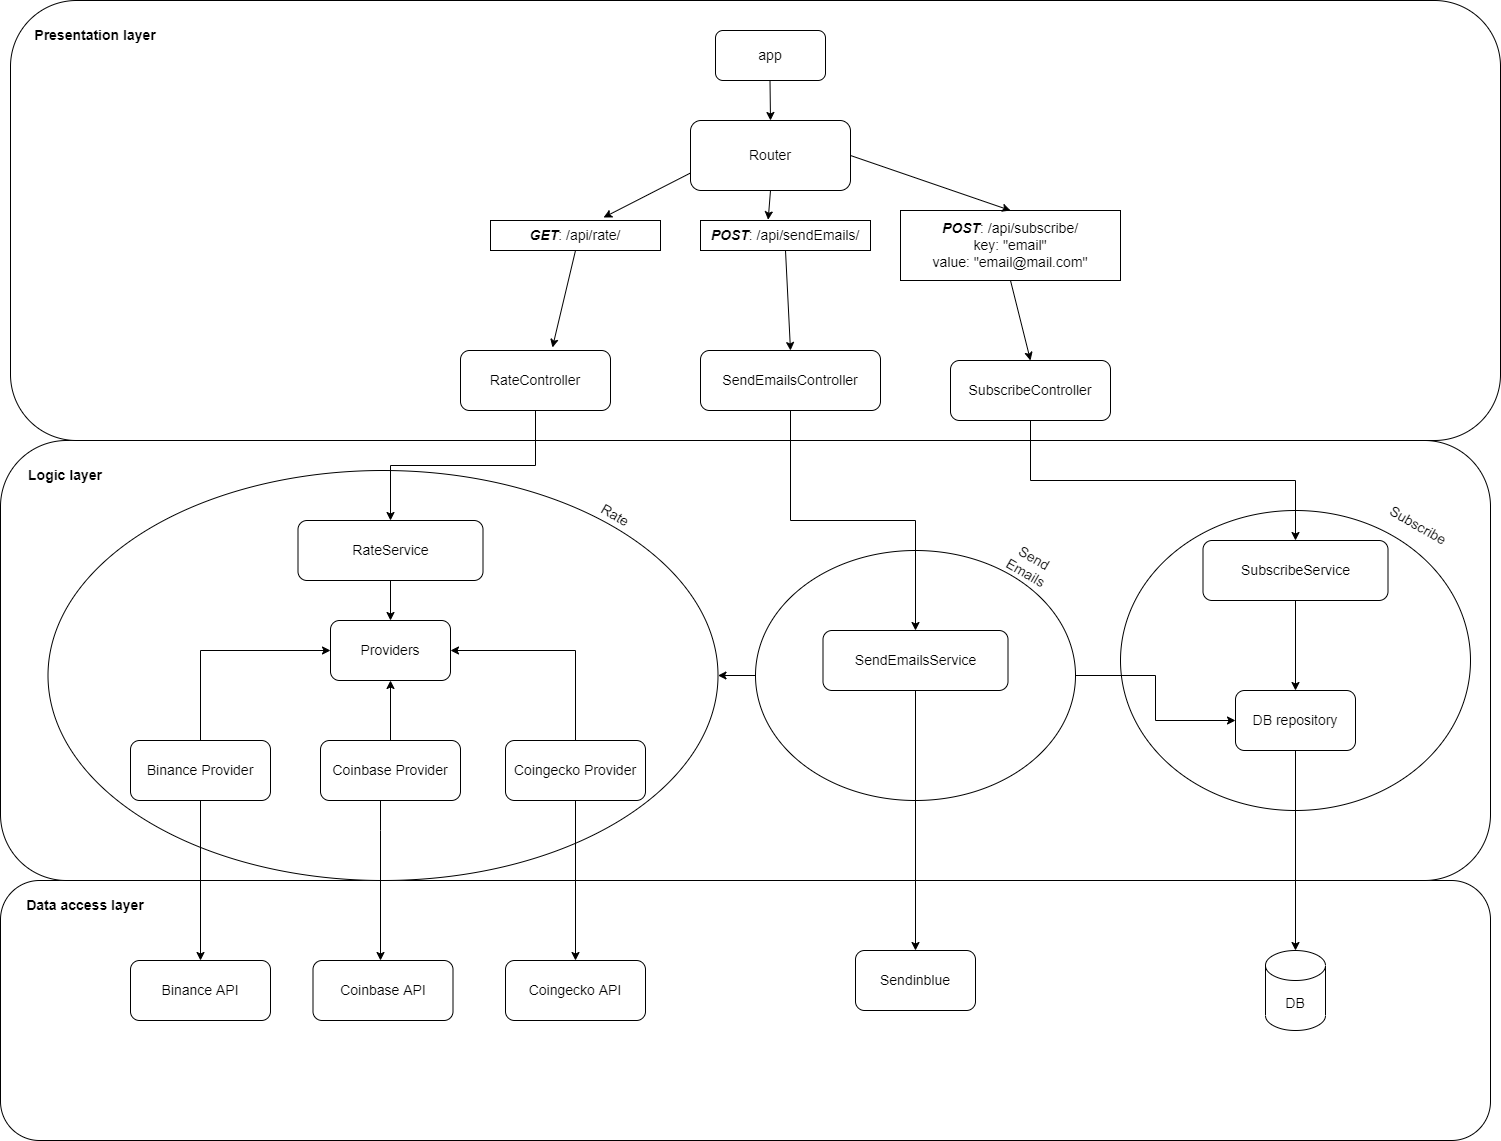 Presentation layer
app
Router
GET: /api/rate/
POST: /api/sendEmails/
POST: /api/subscribe/
key: "email"
value: "email@mail.com"
RateController
SendEmailsController
SubscribeController
Logic layer
Rate
Send
Emails
Subscribe
RateService
SubscribeService
Providers
SendEmailsService
DB repository
Binance Provider
Coinbase Provider
Coingecko Provider
Data access layer
Binance API
Coinbase API
Coingecko API
Sendinblue
DB